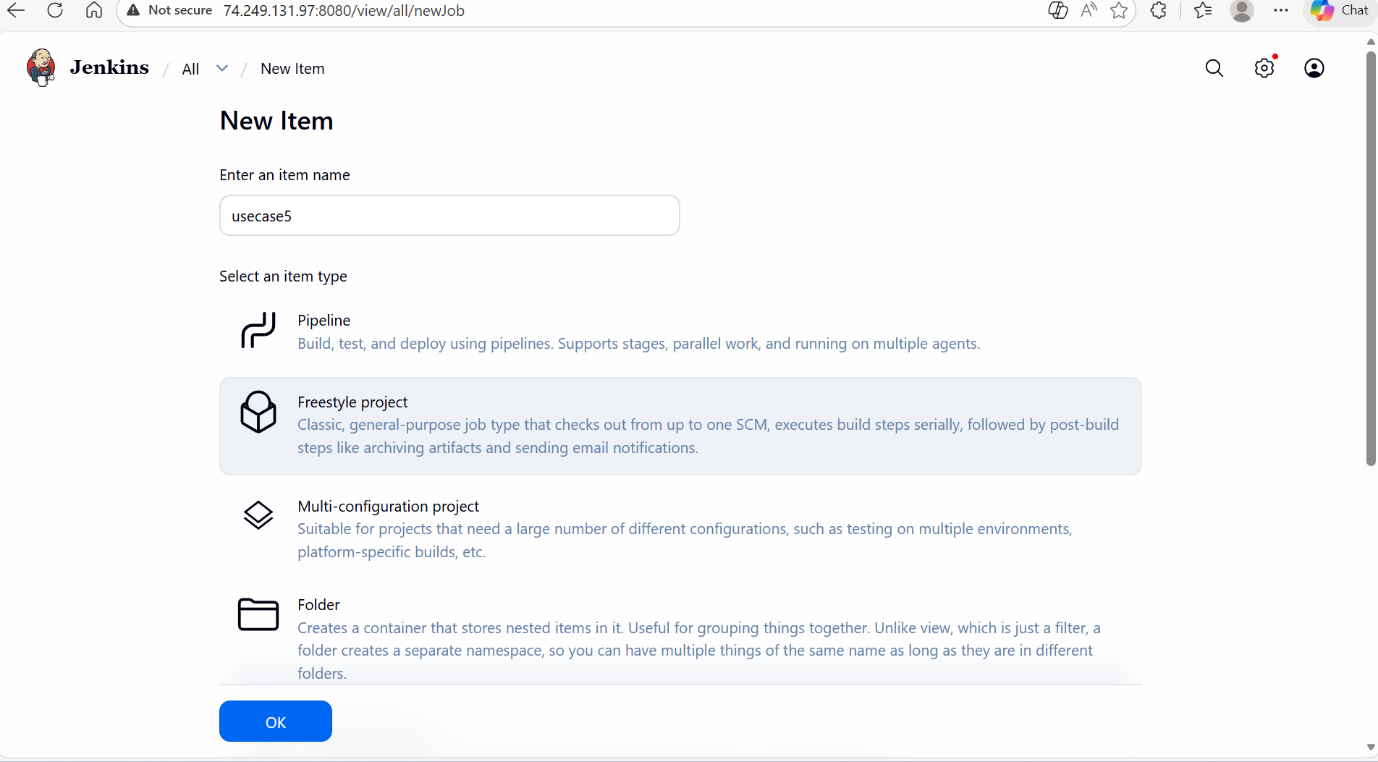 Not secure 74.249.131.97:8080/view/all/newJob Chat
Jenkins / All / New Item
New Item
Enter an item name
usecase5
Select an item type
Pipeline
Build, test, and deploy using pipelines. Supports stages, parallel work, and running on multiple agents.
Freestyle project
Classic, general-purpose job type that checks out from up to one SCM, executes build steps serially, followed by post-build
steps like archiving artifacts and sending email notifications.
Multi-configuration project
Suitable for projects that need a large number of different configurations, such as testing on multiple environments,
platform-specific builds, etc.
Folder
Creates a container that stores nested items in it. Useful for grouping things together. Unlike view, which is just a filter, a
folder creates a separate namespace, so you can have multiple things of the same name as long as they are in different
folders.
OK